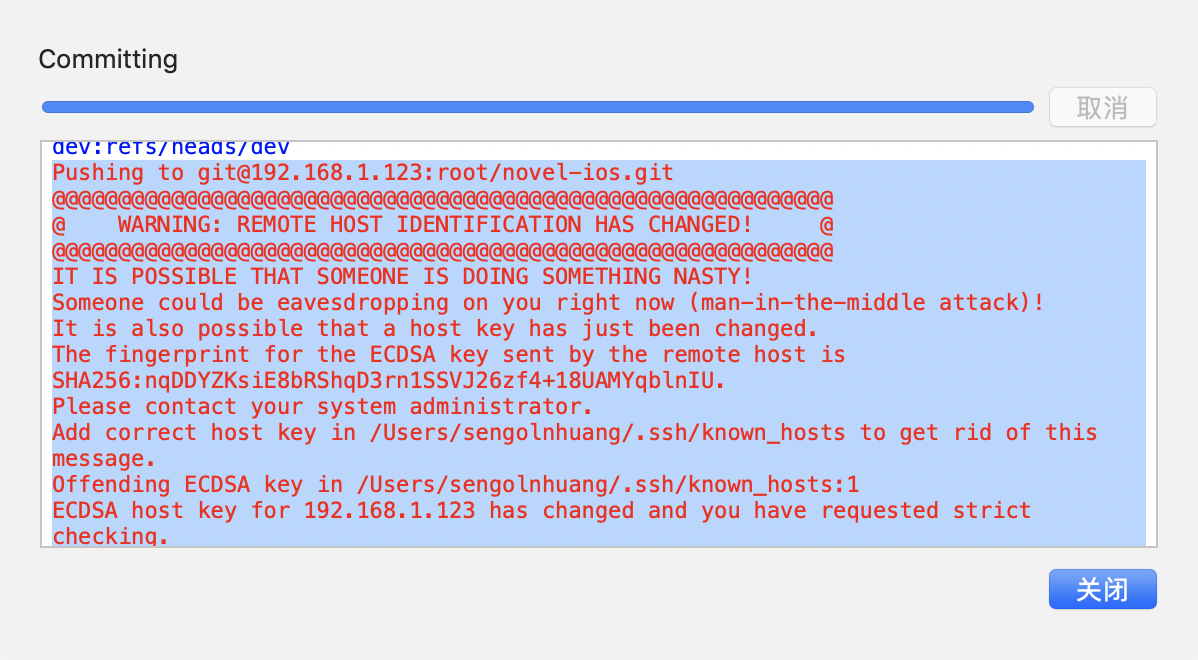 Committing
取消
dev:refs/heads/dev
Pushing to git@192.168.1.123:root/novel-ios.git
@@@@@@@@@@@@@@@@@@@@@@@@@@@@@@@@@@@@@@@@@@@@@@@@@@@@@@@@@@@
@    WARNING: REMOTE HOST IDENTIFICATION HAS CHANGED!     @
@@@@@@@@@@@@@@@@@@@@@@@@@@@@@@@@@@@@@@@@@@@@@@@@@@@@@@@@@@@
IT IS POSSIBLE THAT SOMEONE IS DOING SOMETHING NASTY!
Someone could be eavesdropping on you right now (man-in-the-middle attack)!
It is also possible that a host key has just been changed.
The fingerprint for the ECDSA key sent by the remote host is
SHA256:nqDDYZKsiE8bRShqD3rn1SSVJ26zf4+18UAMYqblnIU.
Please contact your system administrator.
Add correct host key in /Users/sengolnhuang/.ssh/known_hosts to get rid of this
message.
Offending ECDSA key in /Users/sengolnhuang/.ssh/known_hosts:1
ECDSA host key for 192.168.1.123 has changed and you have requested strict
checking.
关闭